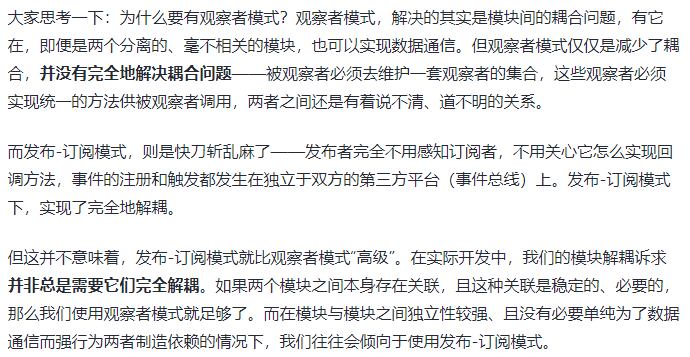 大家思考一下：为什么要有观察者模式？观察者模式，解决的其实是模块间的耦合问题，有它
在，即便是两个分离的、毫不相关的模块，也可以实现数据通信。但观察者模式仅仅是减少了耦
合，并没有完全地解决耦合问题——被观察者必须去维护一套观察者的集合，这些观察者必须
实现统一的方法供被观察者调用，两者之间还是有着说不清、道不明的关系。
而发布-订阅模式，则是快刀斩乱麻了——发布者完全不用感知订阅者，不用关心它怎么实现回
调方法，事件的注册和触发都发生在独立于双方的第三方平台（事件总线）上。发布-订阅模式
下，实现了完全地解耦。
但这并不意味着，发布-订阅模式就比观察者模式“高级”。在实际开发中，我们的模块解耦诉求
并非总是需要它们完全解耦。如果两个模块之间本身存在关联，且这种关联是稳定的、必要的，
那么我们使用观察者模式就足够了。而在模块与模块之间独立性较强、且没有必要单纯为了数据
通信而强行为两者制造依赖的情况下，我们往往会倾向于使用发布-订阅模式。